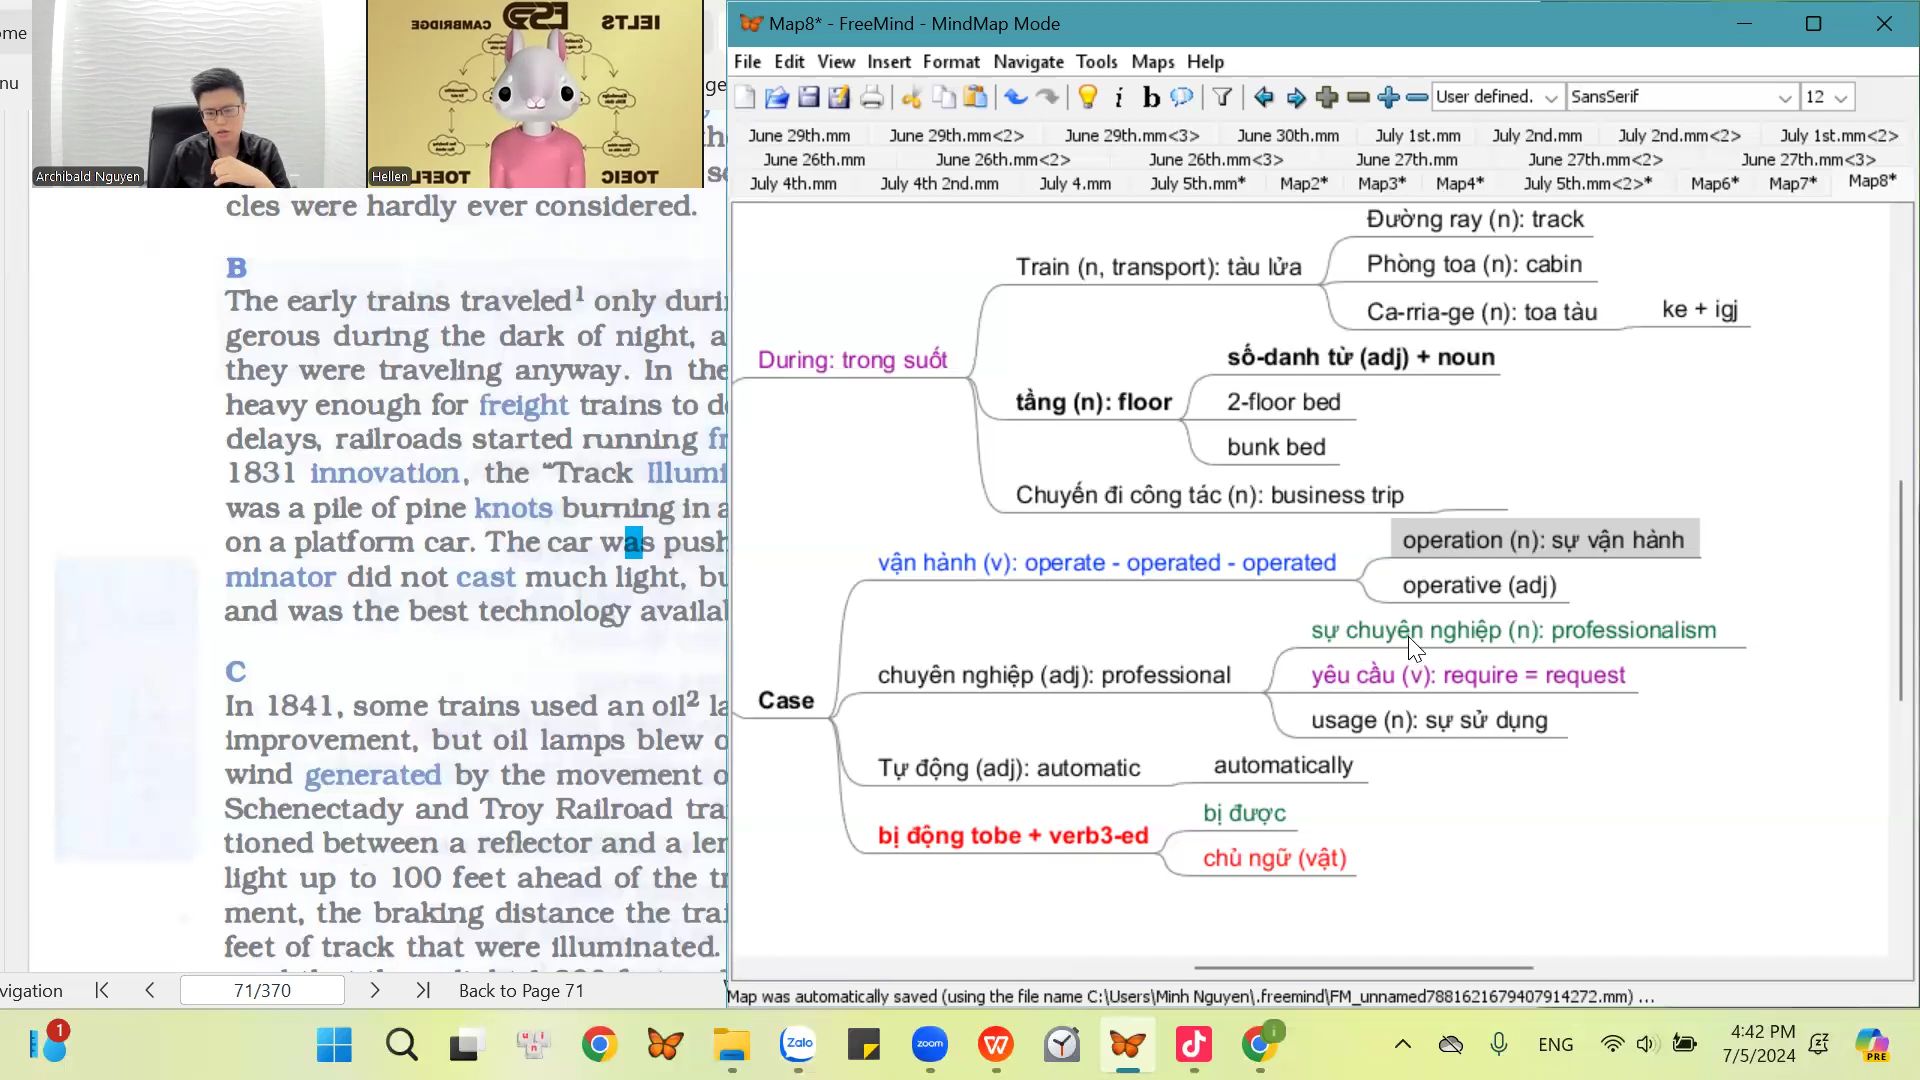 ome
nu
Archibald Nguyen
CAMBRIDGE
IELTS
TOEFL
TOEIC
Hellen
ge
cles were hardly ever considered.
B
The early trains traveled¹ only duri
gerous during the dark of night, a
they were traveling anyway. In the
heavy enough for freight trains to d
delays, railroads started running fr
1831 innovation, the "Track Illumi
was a pile of pine knots burning in a
on a platform car. The car was push
minator did not cast much light, bu
and was the best technology availa
C
In 1841, some trains used an oil² la
improvement, but oil lamps blew o
wind generated by the movement o
Schenectady and Troy Railroad tra
tioned between a reflector and a len
light up to 100 feet ahead of the tr
ment, the braking distance the trai
feet of track that were illuminated.
vigation
71/370
Back to Page 71
Map8* - FreeMind - MindMap Mode
File Edit View Insert Format Navigate Tools Maps Help
User defined.
SansSerif
12
June 29th.mm June 29th.mm<2> June 29th.mm<3> June 30th.mm July 1st.mm July 2nd.mm July 2nd.mm<2> July 1st.mm<2>
June 26th.mm June 26th.mm<2> June 26th.mm<3> June 27th.mm June 27th.mm<2> June 27th.mm<3>
July 4th.mm July 4th 2nd.mm July 4.mm July 5th.mm* Map2* Map3* Map4* July 5th.mm<2>* Map6* Map7* Map8*
During: trong suốt
Train (n, transport): tàu lửa
Đường ray (n): track
Phòng toa (n): cabin
Ca-rria-ge (n): toa tàu
ke + igj
tầng (n): floor
số-danh từ (adj) + noun
2-floor bed
bunk bed
Chuyến đi công tác (n): business trip
Case
vận hành (v): operate - operated - operated
operation (n): sự vận hành
operative (adj)
chuyên nghiệp (adj): professional
sự chuyên nghiệp (n): professionalism
yêu cầu (v): require = request
usage (n): sự sử dụng
Tự động (adj): automatic
automatically
bị động tobe + verb3-ed
bị được
chủ ngữ (vật)
Map was automatically saved (using the file name C:\Users\Minh Nguyen\.freemind\FM_unnamed7881621679407914272.mm) ...
1
Zalo
zoom
ENG
4:42 PM
7/5/2024
PRE